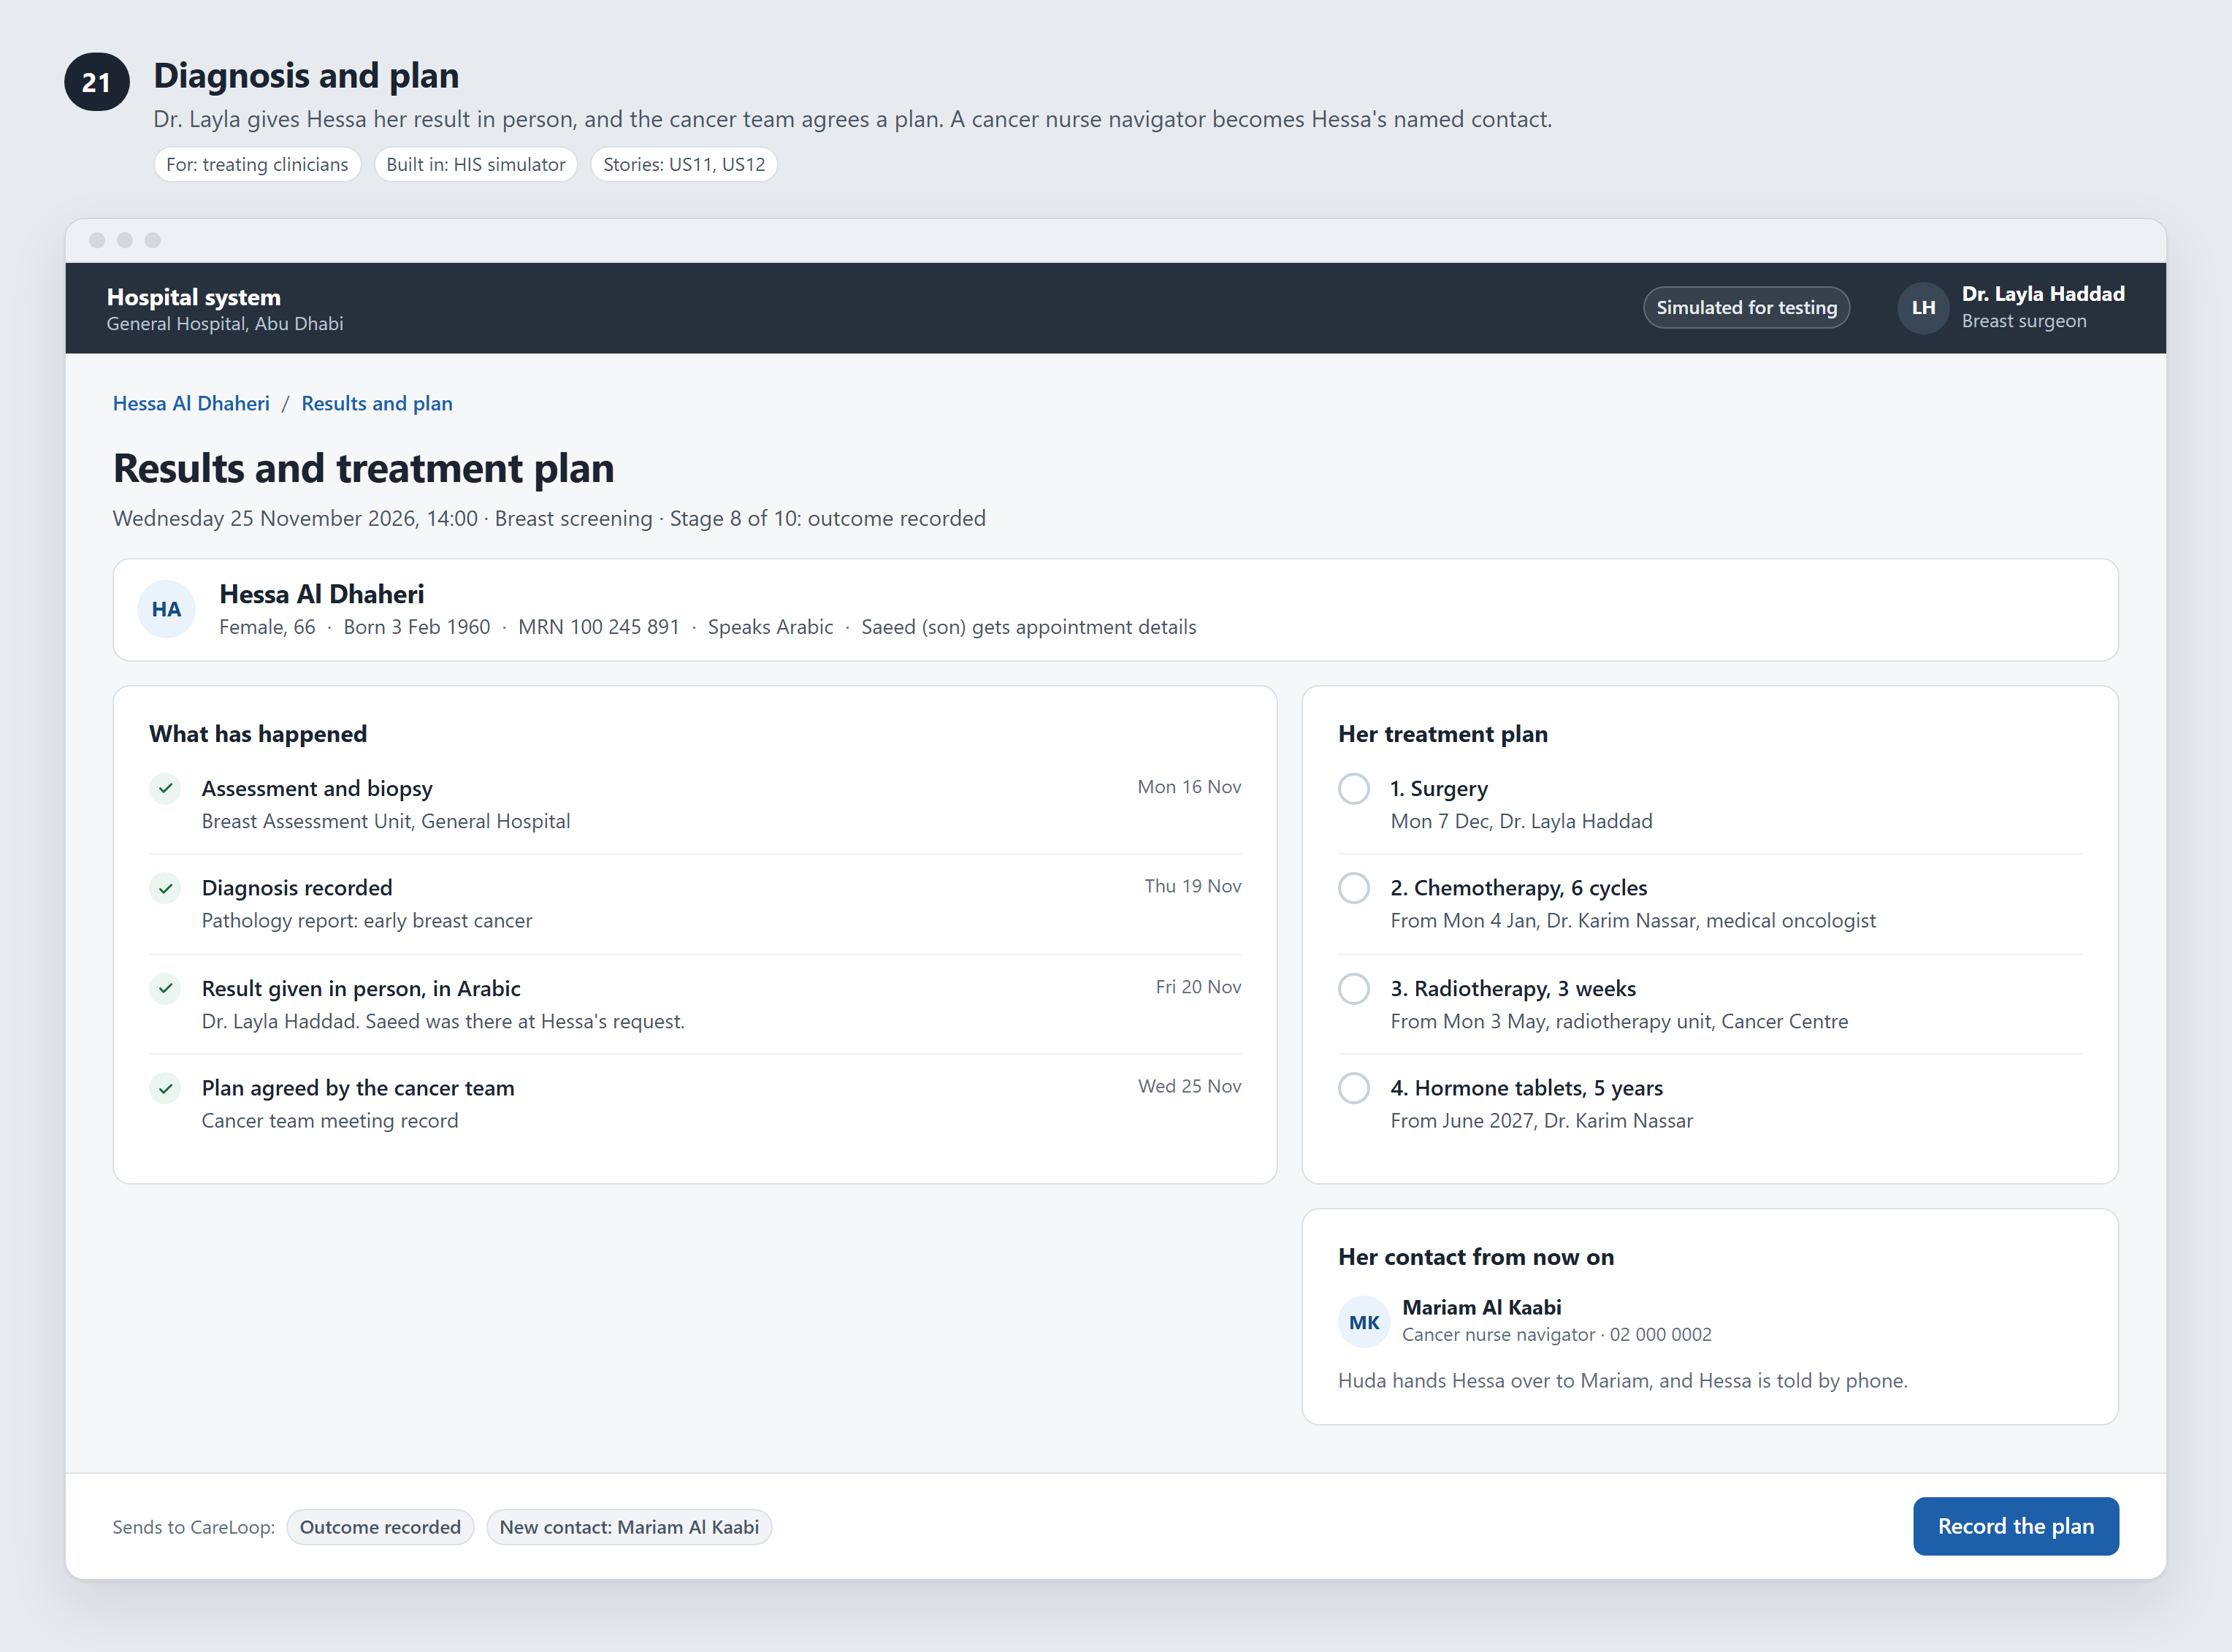 21
Diagnosis and plan
Dr. Layla gives Hessa her result in person, and the cancer team agrees a plan. A cancer nurse navigator becomes Hessa's named contact.
For: treating clinicians
Built in: HIS simulator
Stories: US11, US12
Hospital system
General Hospital, Abu Dhabi
Simulated for testing
LH
Dr. Layla Haddad
Breast surgeon
Hessa Al Dhaheri / Results and plan
Results and treatment plan
Wednesday 25 November 2026, 14:00 · Breast screening · Stage 8 of 10: outcome recorded
HA
Hessa Al Dhaheri
Female, 66 · Born 3 Feb 1960 · MRN 100 245 891 · Speaks Arabic · Saeed (son) gets appointment details
What has happened
Assessment and biopsy
Mon 16 Nov
Breast Assessment Unit, General Hospital
Diagnosis recorded
Thu 19 Nov
Pathology report: early breast cancer
Result given in person, in Arabic
Fri 20 Nov
Dr. Layla Haddad. Saeed was there at Hessa's request.
Plan agreed by the cancer team
Wed 25 Nov
Cancer team meeting record
Her treatment plan
1. Surgery
Mon 7 Dec, Dr. Layla Haddad
2. Chemotherapy, 6 cycles
From Mon 4 Jan, Dr. Karim Nassar, medical oncologist
3. Radiotherapy, 3 weeks
From Mon 3 May, radiotherapy unit, Cancer Centre
4. Hormone tablets, 5 years
From June 2027, Dr. Karim Nassar
Her contact from now on
MK
Mariam Al Kaabi
Cancer nurse navigator · 02 000 0002
Huda hands Hessa over to Mariam, and Hessa is told by phone.
Sends to CareLoop:
Outcome recorded
New contact: Mariam Al Kaabi
Record the plan